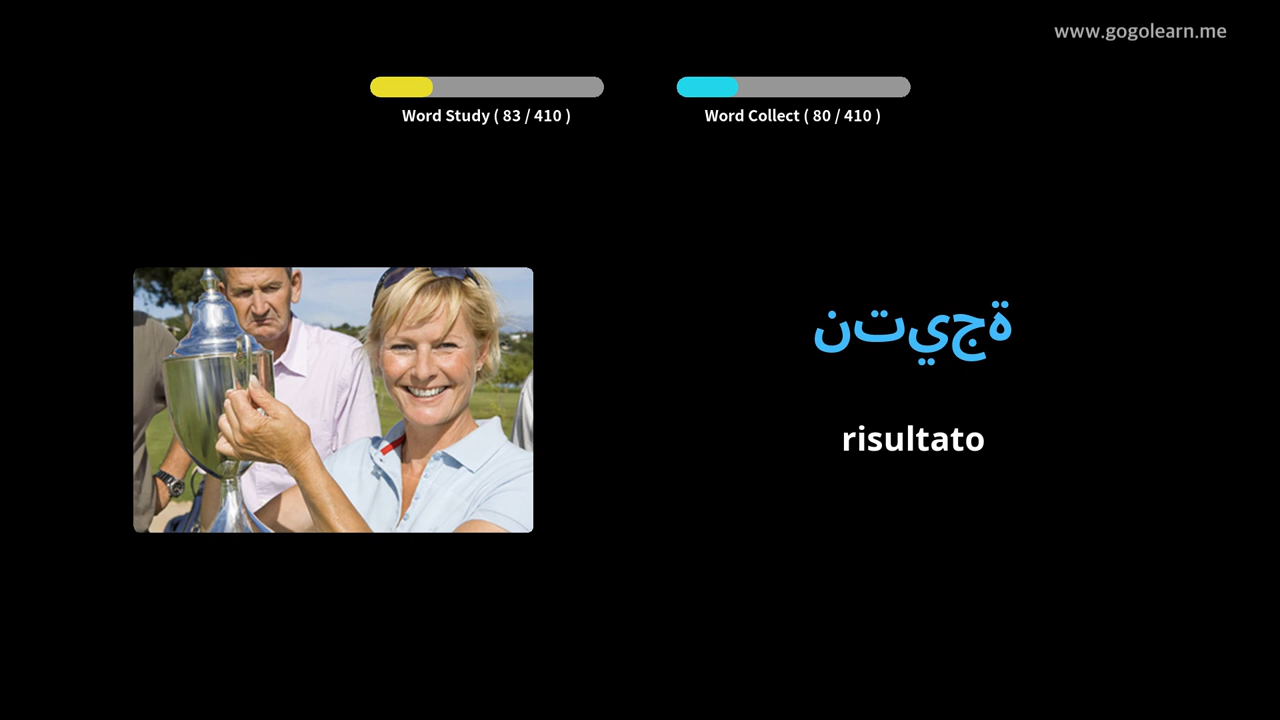 www.gogolearn.me
Word Study ( 83 / 410 )
Word Collect ( 80 / 410 )
نتيجة
risultato